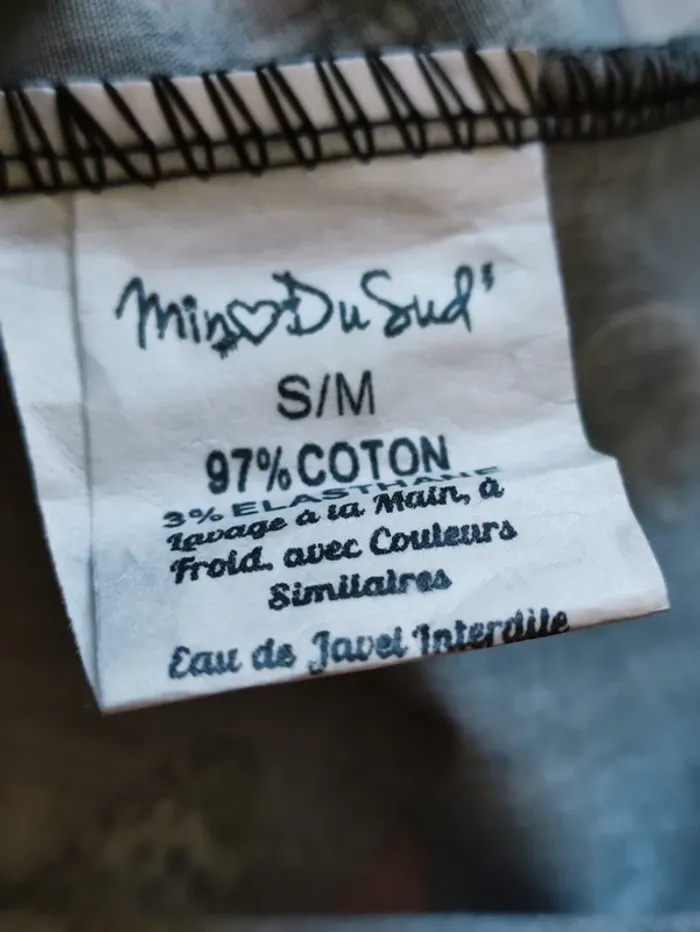 Mino Du Sud'
S/M
97% COTON
3% ELASTHANE
Lavage à la Main, à
Froid. avec Couleurs
Similaires
Eau de Javel Interdite